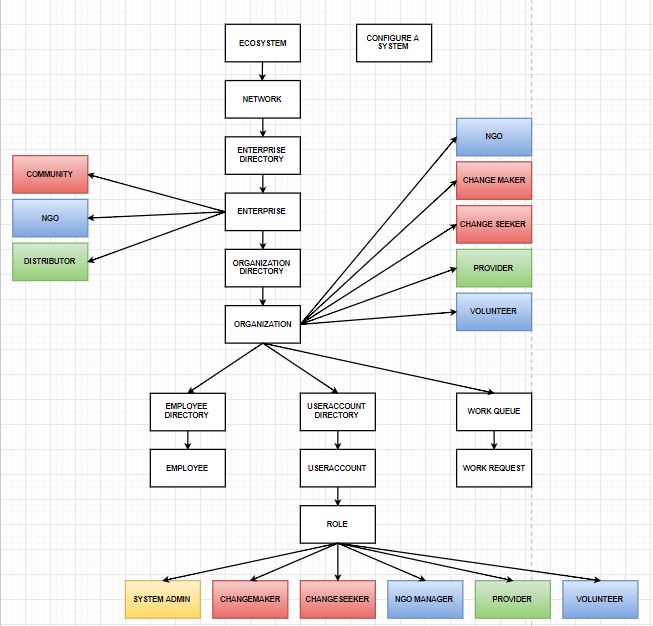 ECOSYSTEM
CONFIGURE A
SYSTEM
NETWORK
NGO
ENTERPRISE
DIRECTORY
COMMUNITY
CHANGE MAKER
NGO
ENTERPRISE
CHANGE SEEKER
DISTRIBUTOR
ORGANIZATION
DIRECTORY
PROVIDER
ORGANIZATION
VOLUNTEER
EMPLOYEE
DIRECTORY
USERACCOUNT
DIRECTORY
WORK QUEUE
EMPLOYEE
USERACCOUNT
WORK REQUEST
ROLE
SYSTEM ADMIN
CHANGEMAKER
CHANGESEEKER
NGO MANAGER
PROVIDER
VOLUNTEER